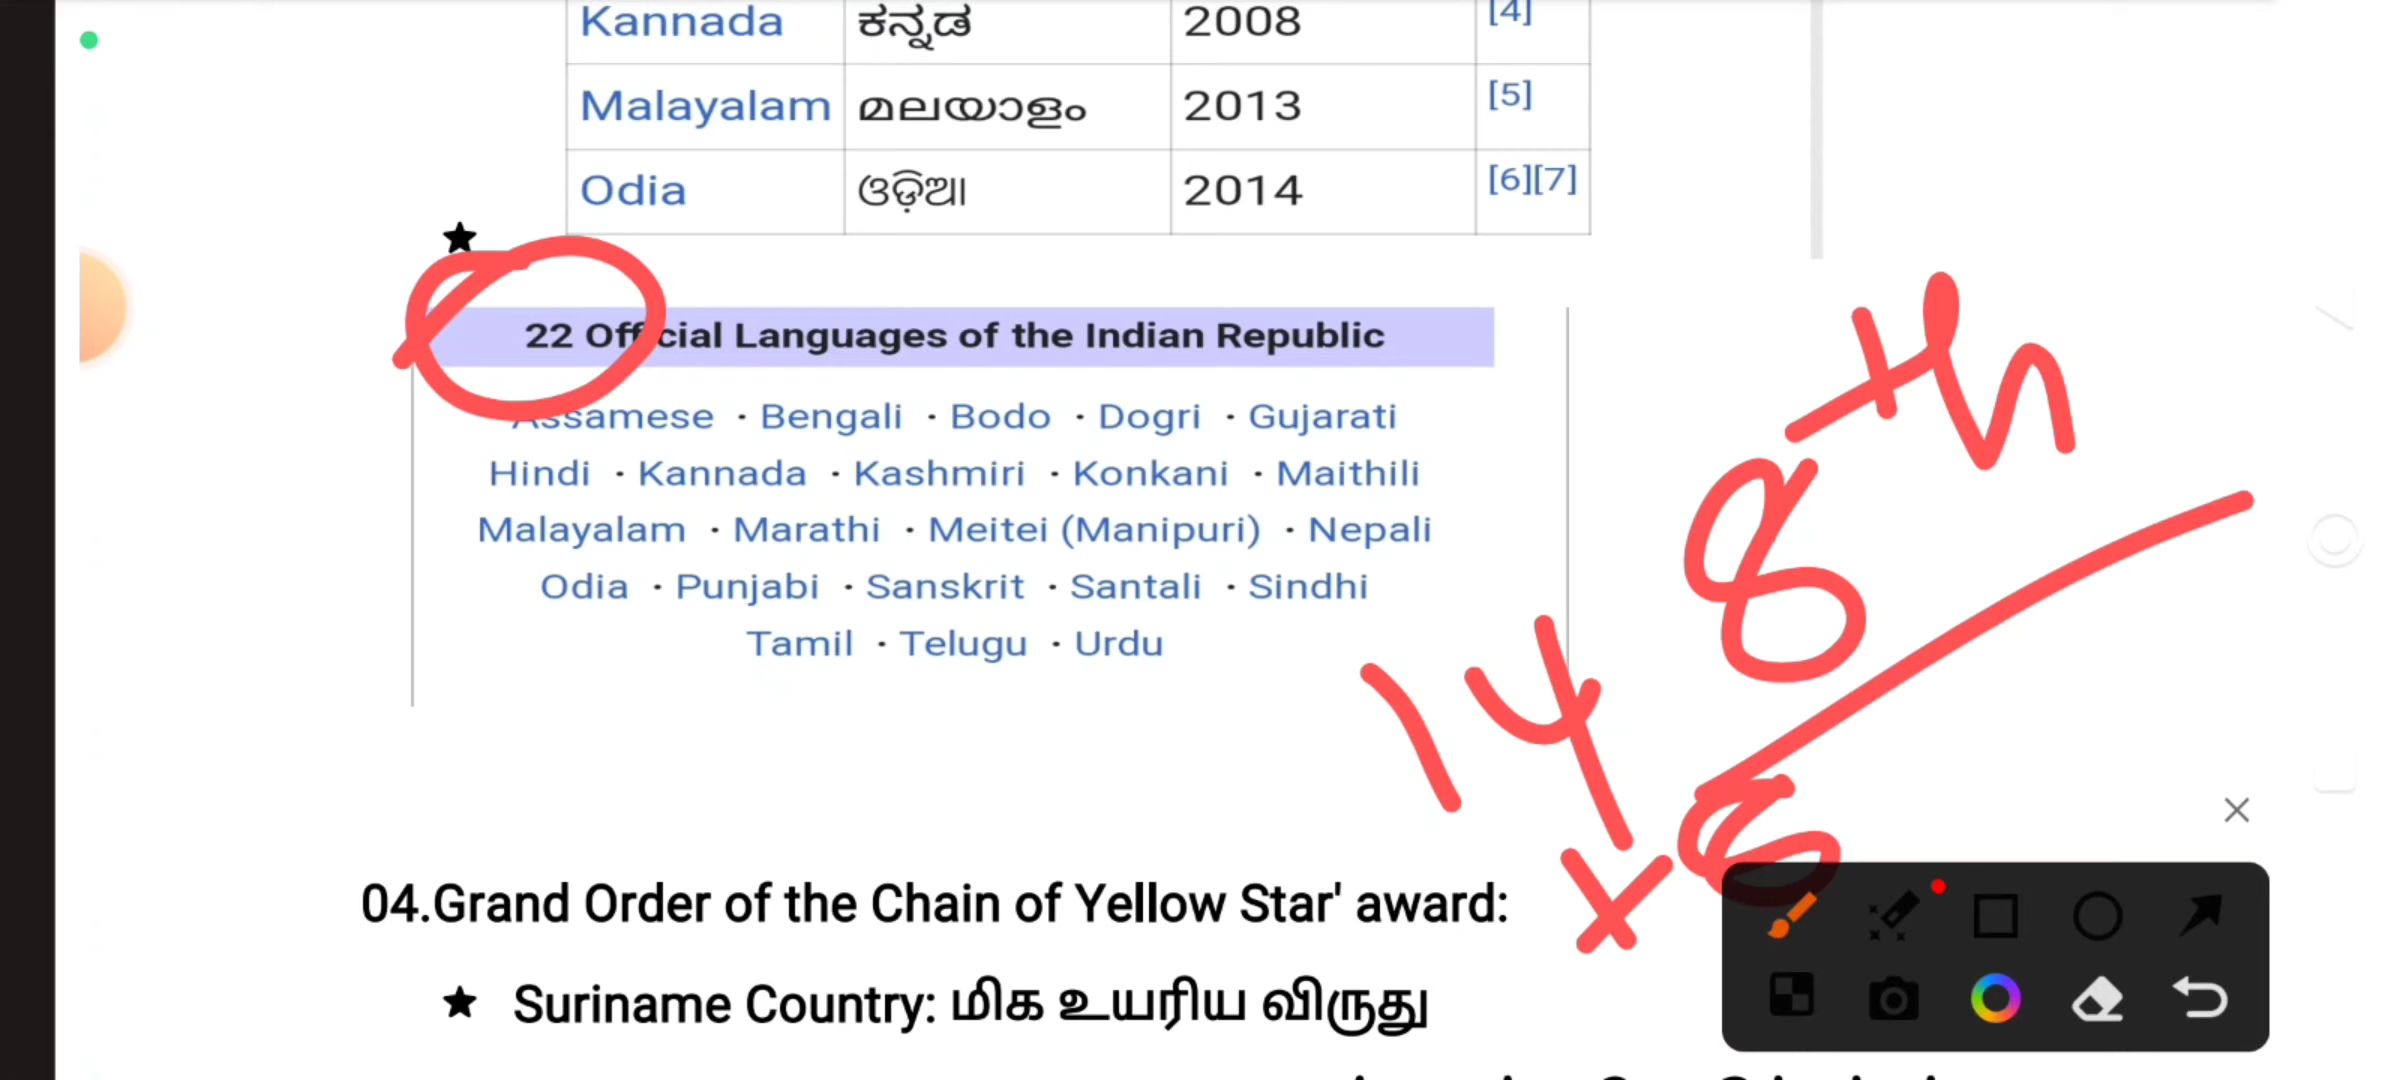 Kannada ಕನ್ನಡ 2008 [4]
Malayalam മലയാളം 2013 [5]
Odia ଓଡ଼ିଆ 2014 [6][7]
★
22 Official Languages of the Indian Republic
Assamese · Bengali · Bodo · Dogri · Gujarati
Hindi · Kannada · Kashmiri · Konkani · Maithili
Malayalam · Marathi · Meitei (Manipuri) · Nepali
Odia · Punjabi · Sanskrit · Santali · Sindhi
Tamil · Telugu · Urdu
8th
14 + 8
04.Grand Order of the Chain of Yellow Star' award:
★ Suriname Country: மிக உயரிய விருது